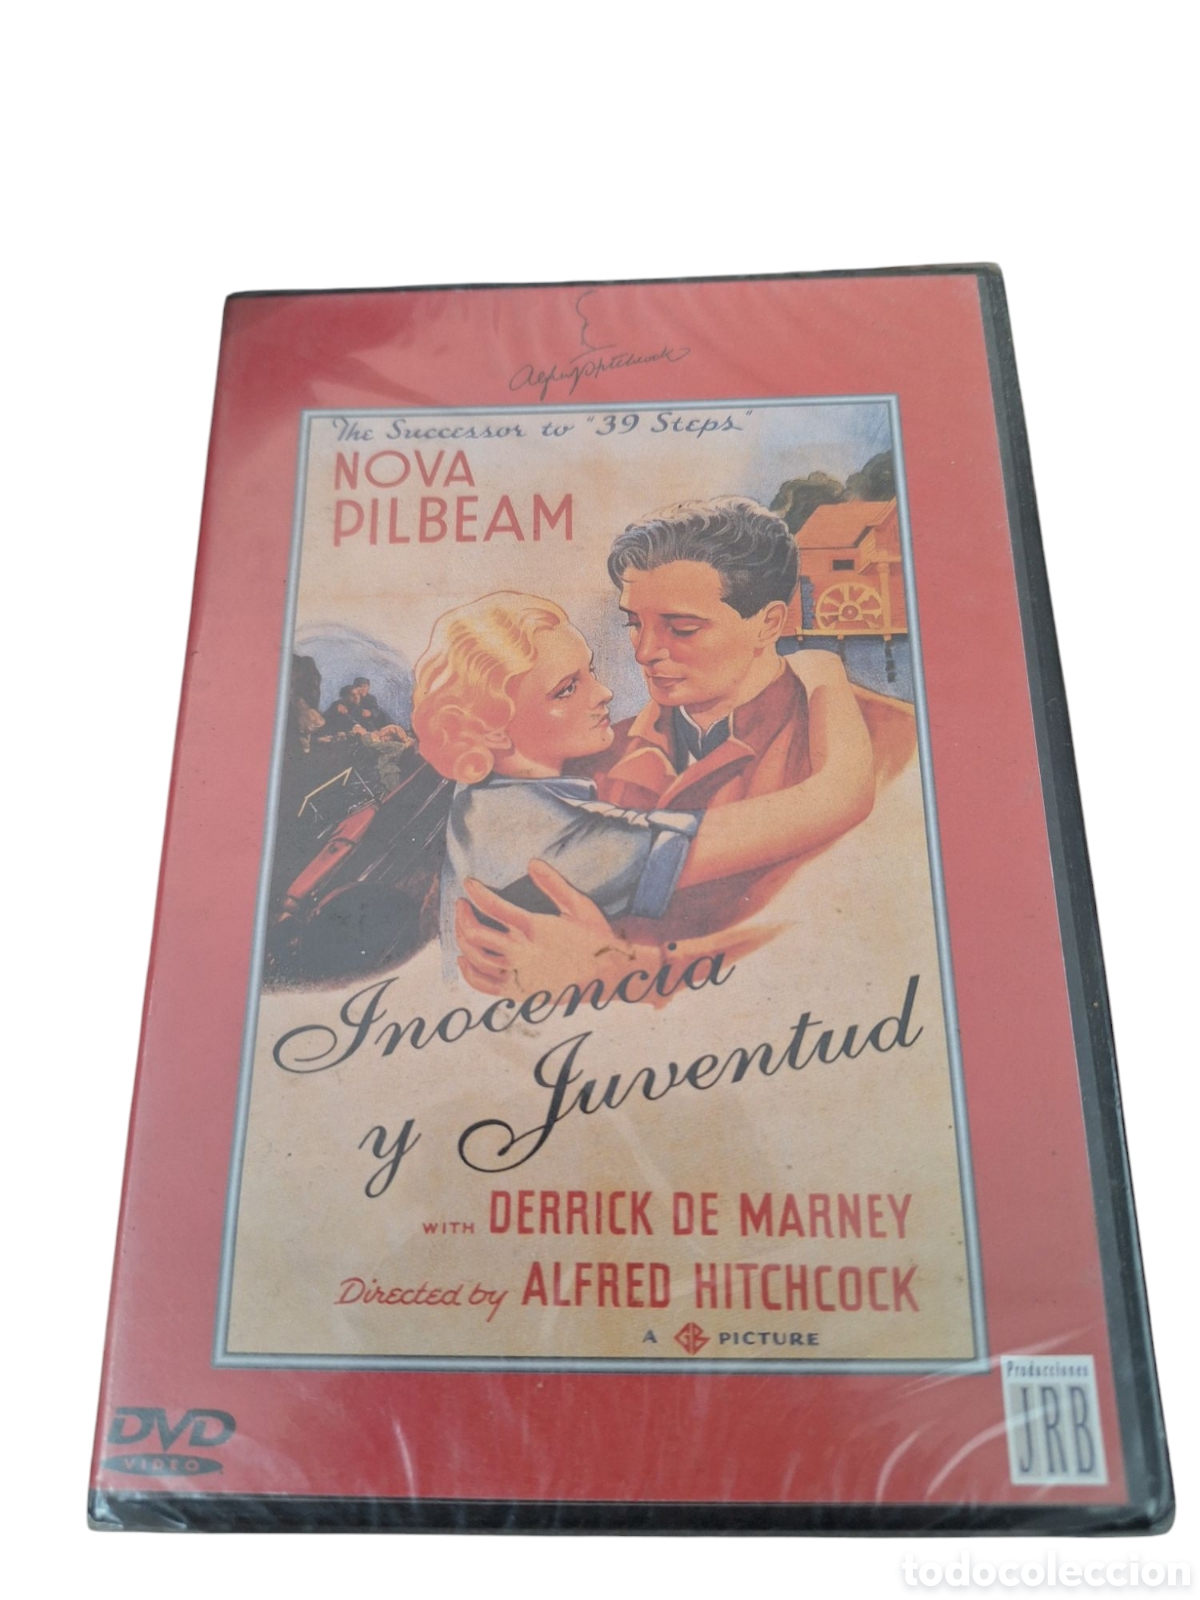 Alfred Hitchcock
The Successor to "39 Steps"
NOVA
PILBEAM
Inocencia
y Juventud
WITH DERRICK DE MARNEY
Directed by ALFRED HITCHCOCK
A GB PICTURE
Producciones
JRB
DVD
VIDEO
todocoleccion